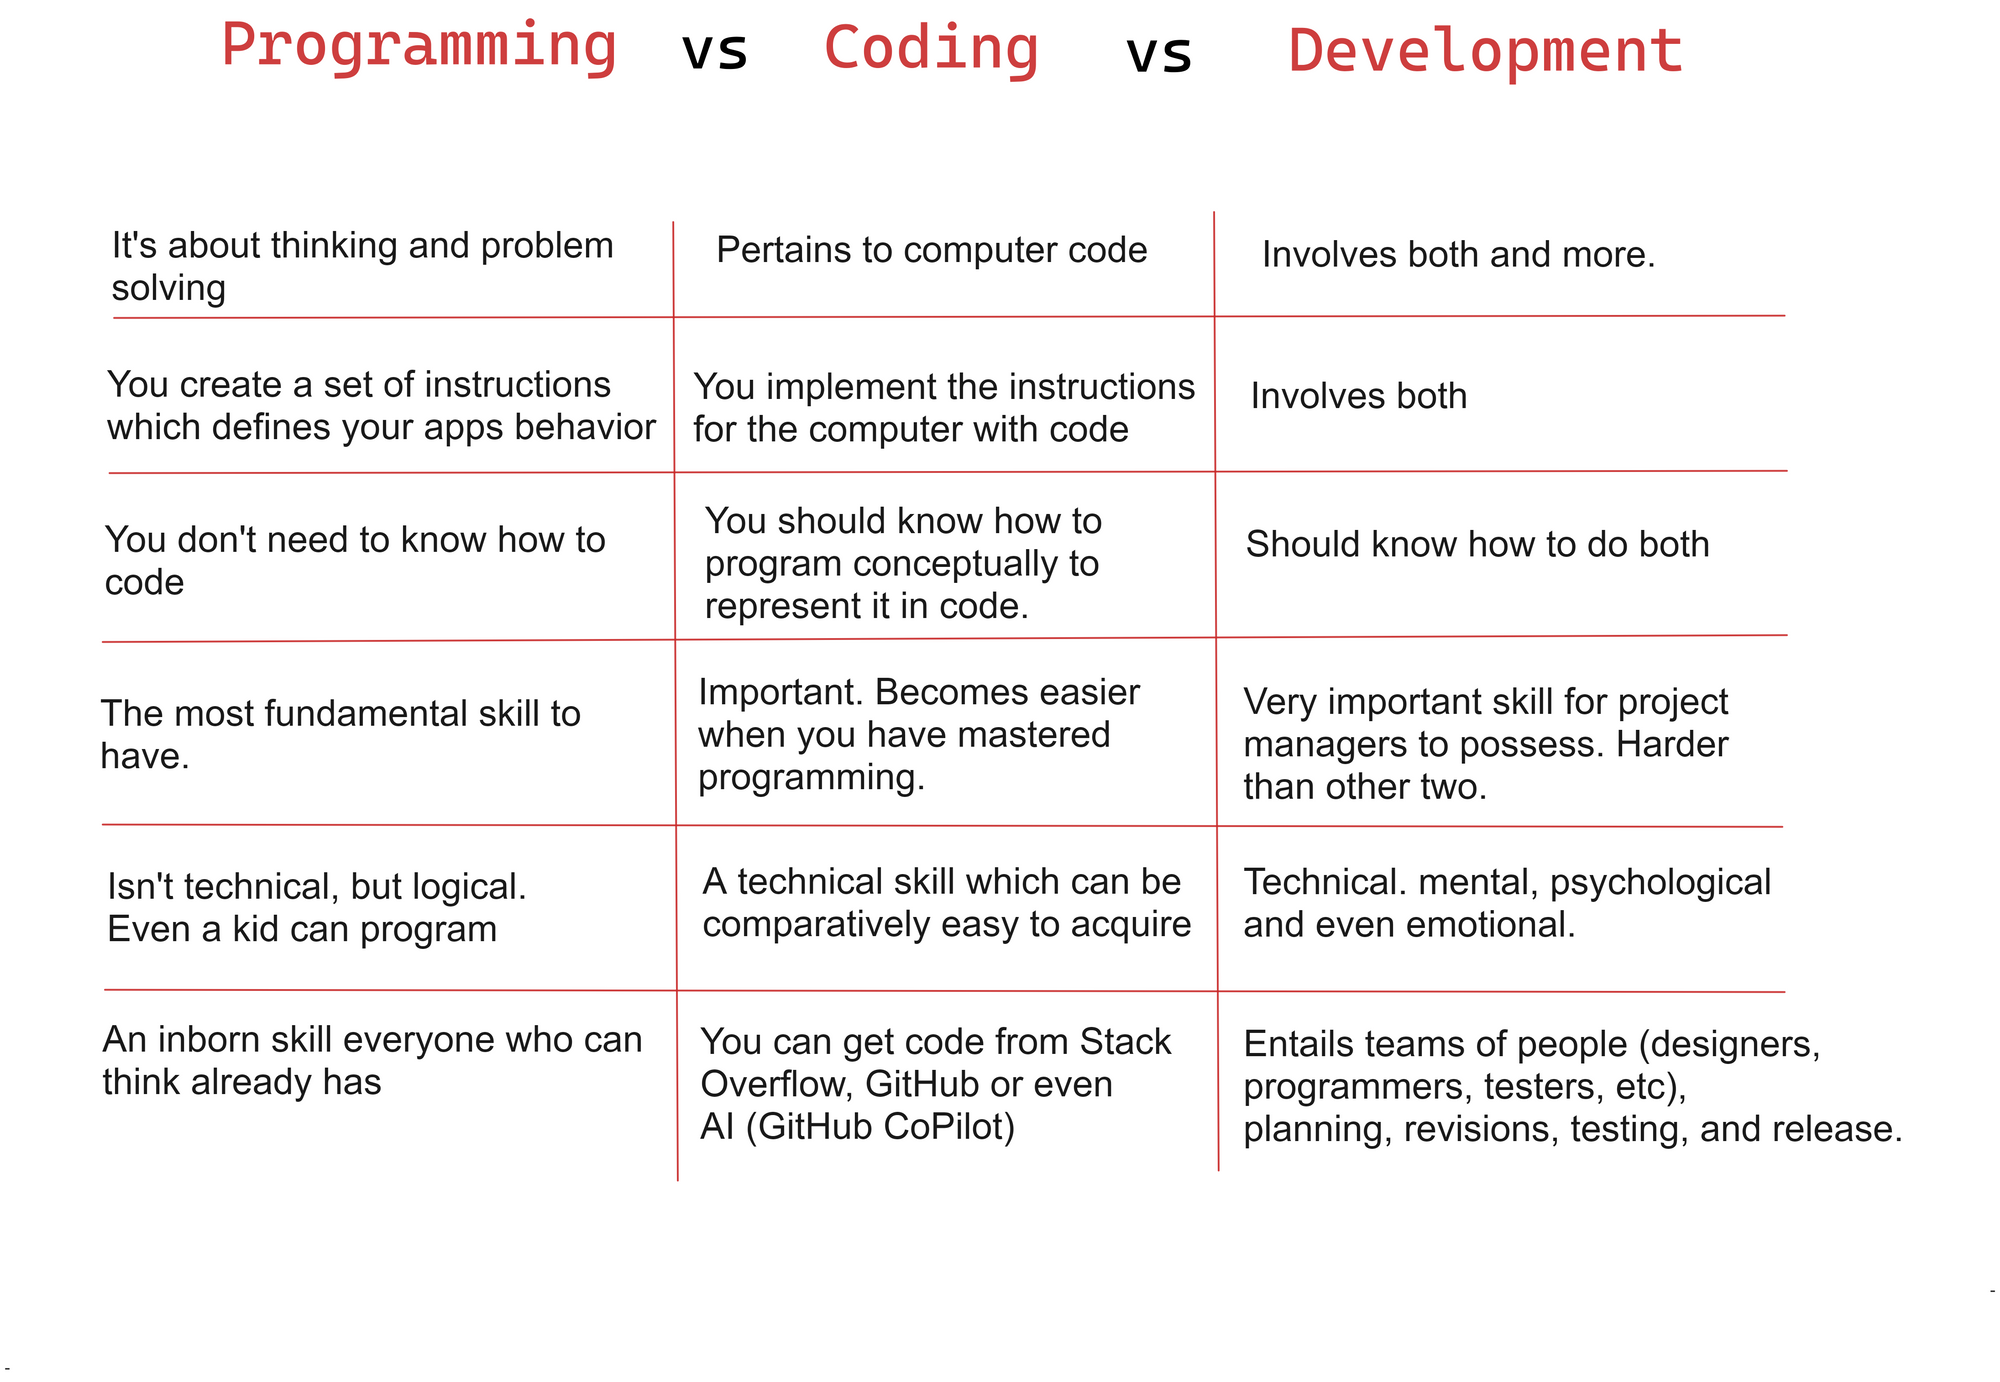 Programming vs Coding vs Development
It's about thinking and problem
solving
Pertains to computer code
Involves both and more.
You create a set of instructions
which defines your apps behavior
You implement the instructions
for the computer with code
Involves both
You don't need to know how to
code
You should know how to
program conceptually to
represent it in code.
Should know how to do both
The most fundamental skill to
have.
Important. Becomes easier
when you have mastered
programming.
Very important skill for project
managers to possess. Harder
than other two.
Isn't technical, but logical.
Even a kid can program
A technical skill which can be
comparatively easy to acquire
Technical. mental, psychological
and even emotional.
An inborn skill everyone who can
think already has
You can get code from Stack
Overflow, GitHub or even
AI (GitHub CoPilot)
Entails teams of people (designers,
programmers, testers, etc),
planning, revisions, testing, and release.
-
-